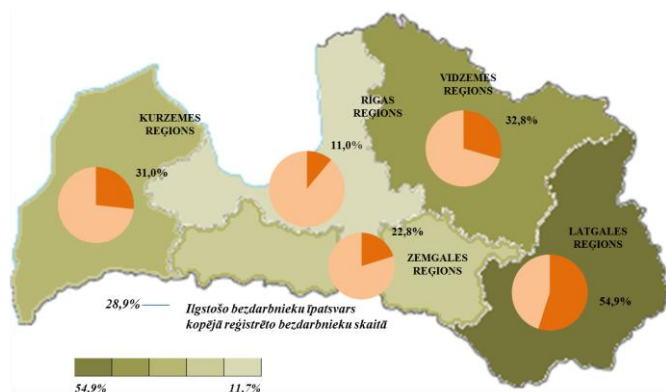 VIDZEMES
REĢIONS
32,8%
RĪGAS
REĢIONS
11,0%
KURZEMES
REĢIONS
31,0%
22,8%
ZEMGALES
REĢIONS
LATGALES
REĢIONS
54,9%
28,9%
Ilgstošo bezdarbnieku īpatsvars
kopējā reģistrēto bezdarbnieku skaitā
54,9%
11,7%